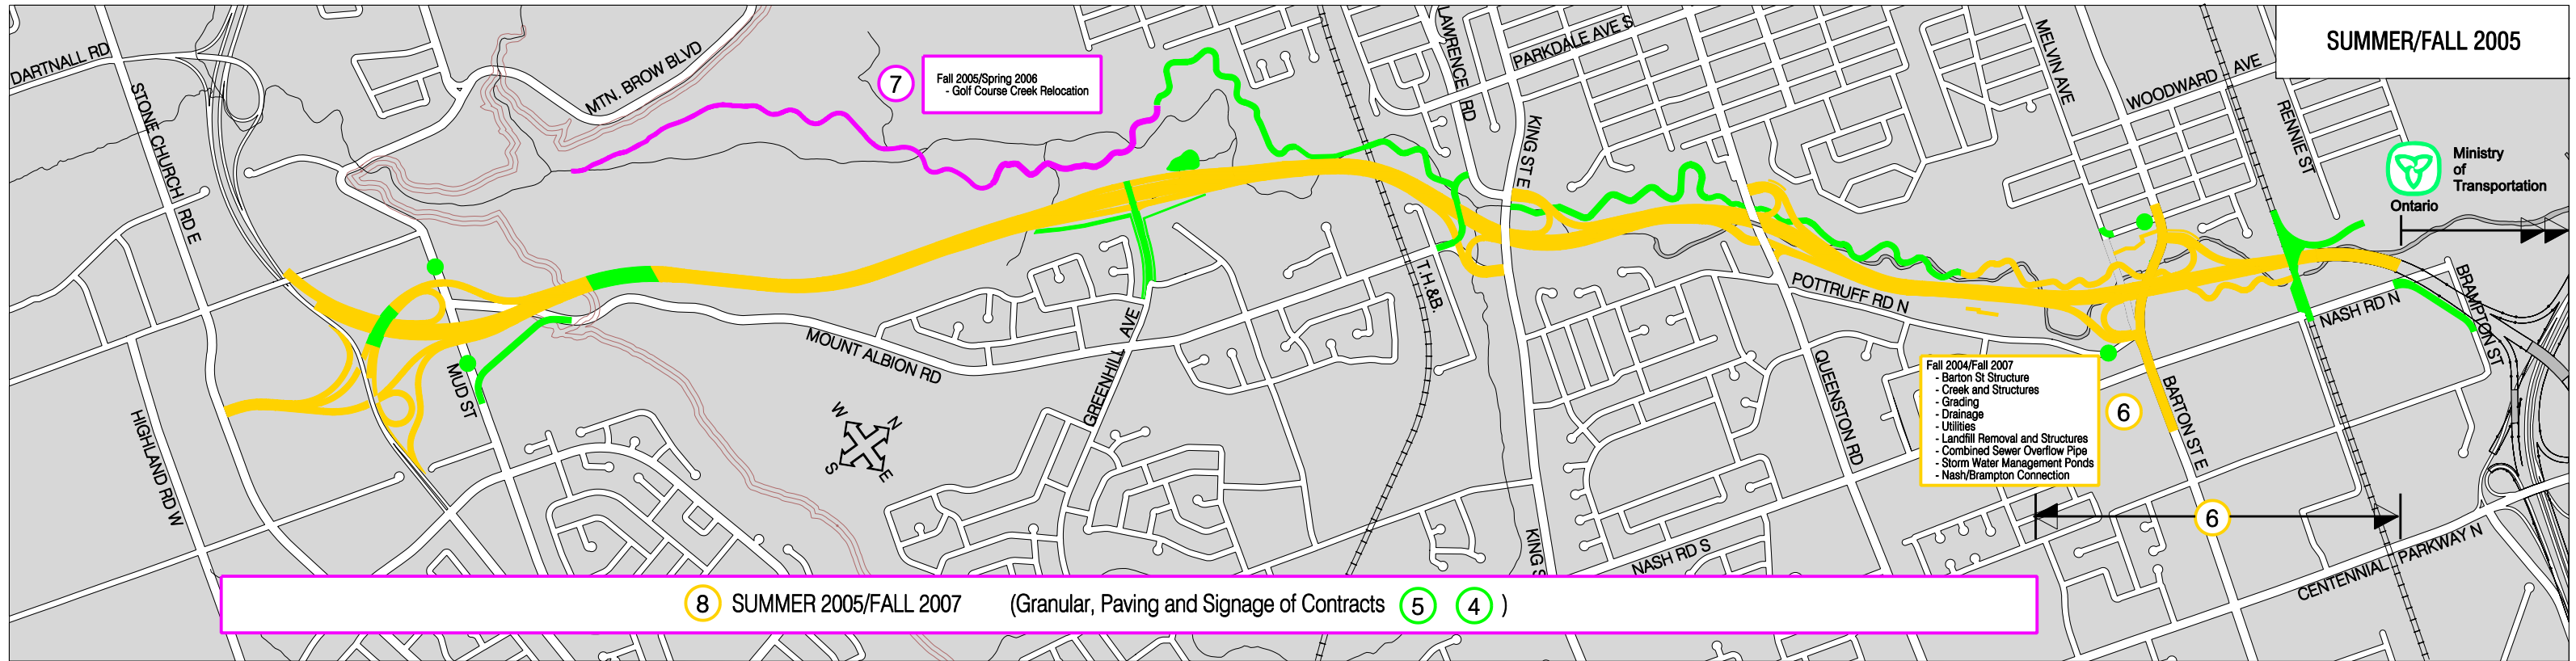 SUMMER/FALL 2005
DARTNALL RD
STONE CHURCH RD E
MTN. BROW BLVD
7
Fall 2005/Spring 2006
- Golf Course Creek Relocation
LAWRENCE RD
PARKDALE AVE S
KING ST E
MELVIN AVE
WOODWARD AVE
RENNIE ST
Ministry
of
Transportation
Ontario
HIGHLAND RD W
MUD ST
MOUNT ALBION RD
GREENHILL AVE
W
N
S
E
T.H.&B.
POTTRUFF RD N
QUEENSTON RD
NASH RD N
BRAMPTON ST
BARTON ST E
Fall 2004/Fall 2007
- Barton St Structure
- Creek and Structures
- Grading
- Drainage
- Utilities
- Landfill Removal and Structures
- Combined Sewer Overflow Pipe
- Storm Water Management Ponds
- Nash/Brampton Connection
6
6
KING S
NASH RD S
CENTENNIAL PARKWAY N
8 SUMMER 2005/FALL 2007 (Granular, Paving and Signage of Contracts 5 4 )